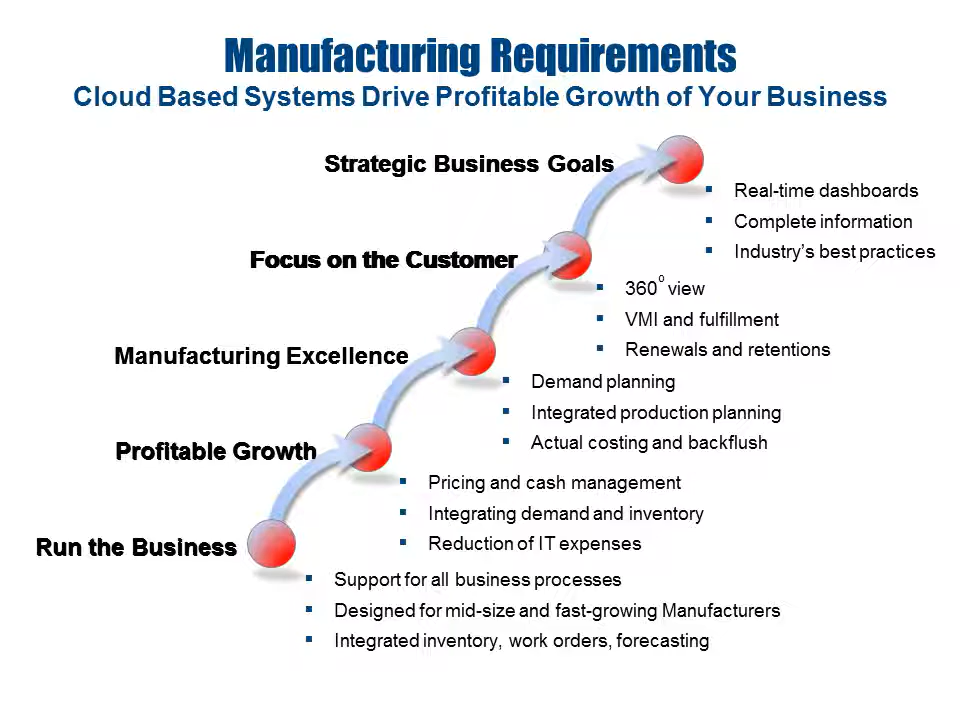 Manufacturing Requirements
Cloud Based Systems Drive Profitable Growth of Your Business
Strategic Business Goals
▪ Real-time dashboards
▪ Complete information
▪ Industry’s best practices
Focus on the Customer
▪ 360° view
▪ VMI and fulfillment
▪ Renewals and retentions
Manufacturing Excellence
▪ Demand planning
▪ Integrated production planning
▪ Actual costing and backflush
Profitable Growth
▪ Pricing and cash management
▪ Integrating demand and inventory
▪ Reduction of IT expenses
Run the Business
▪ Support for all business processes
▪ Designed for mid-size and fast-growing Manufacturers
▪ Integrated inventory, work orders, forecasting